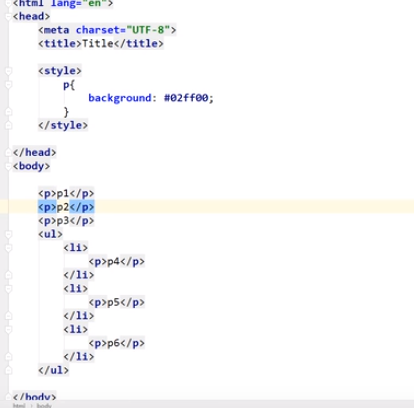 <html lang="en">
<head>
<meta charset="UTF-8">
<title>Title</title>
<style>
p{
background: #02ff00;
}
</style>
</head>
<body>
<p>p1</p>
<p>p2</p>
<p>p3</p>
<ul>
<li>
<p>p4</p>
</li>
<li>
<p>p5</p>
</li>
<li>
<p>p6</p>
</li>
</ul>
</body>
html › body